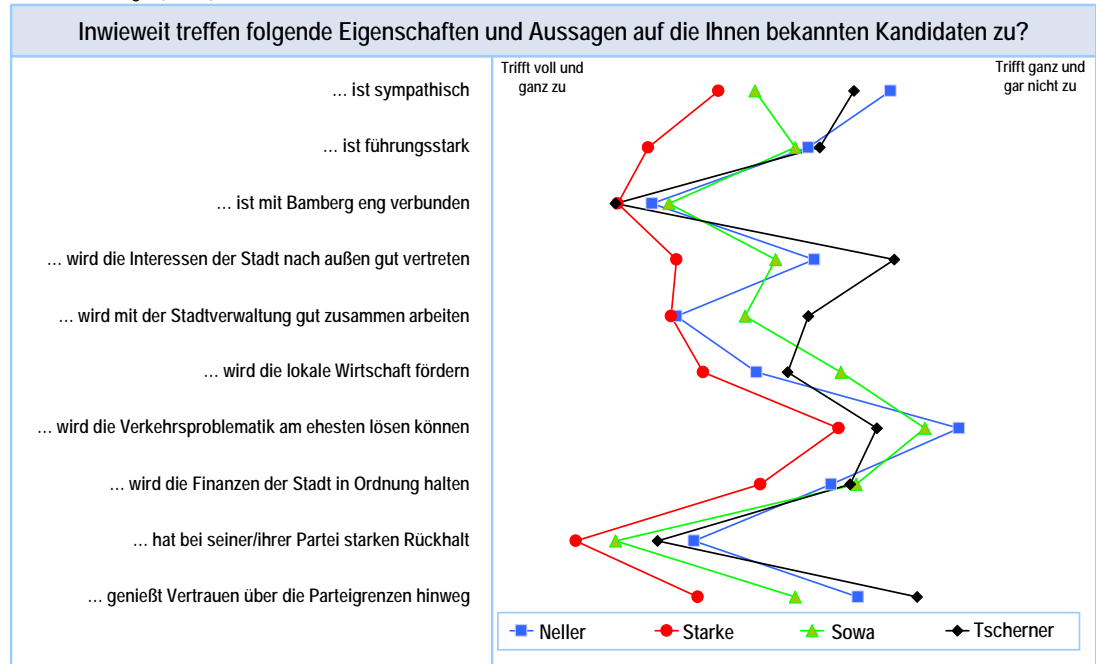 Inwieweit treffen folgende Eigenschaften und Aussagen auf die Ihnen bekannten Kandidaten zu?
Trifft voll und
ganz zu
Trifft ganz und
gar nicht zu
… ist sympathisch
… ist führungsstark
… ist mit Bamberg eng verbunden
… wird die Interessen der Stadt nach außen gut vertreten
… wird mit der Stadtverwaltung gut zusammen arbeiten
… wird die lokale Wirtschaft fördern
… wird die Verkehrsproblematik am ehesten lösen können
… wird die Finanzen der Stadt in Ordnung halten
… hat bei seiner/ihrer Partei starken Rückhalt
… genießt Vertrauen über die Parteigrenzen hinweg
Neller Starke Sowa Tscherner